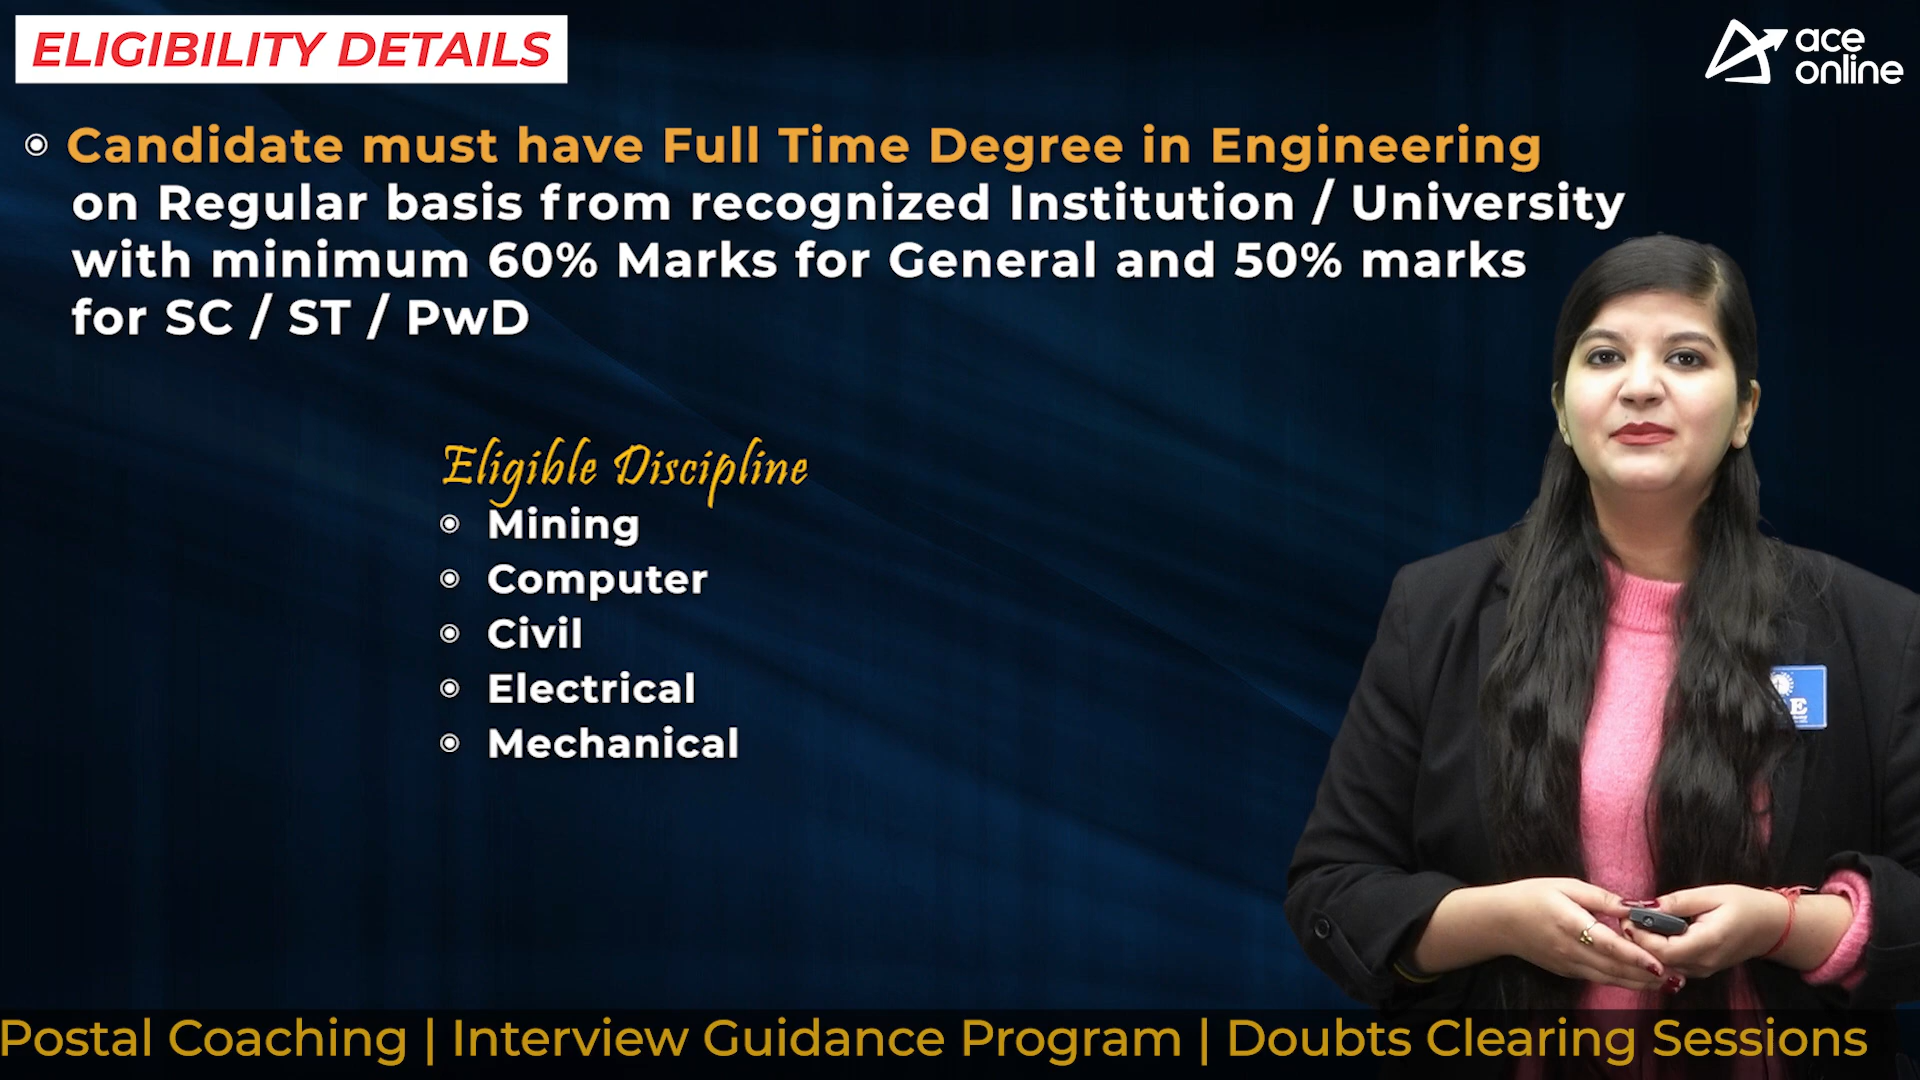 ELIGIBILITY DETAILS
ace
online
Candidate must have Full Time Degree in Engineering
on Regular basis from recognized Institution / University
with minimum 60% Marks for General and 50% marks
for SC / ST / PwD
Eligible Discipline
Mining
Computer
Civil
Electrical
Mechanical
E
Postal Coaching | Interview Guidance Program | Doubts Clearing Sessions